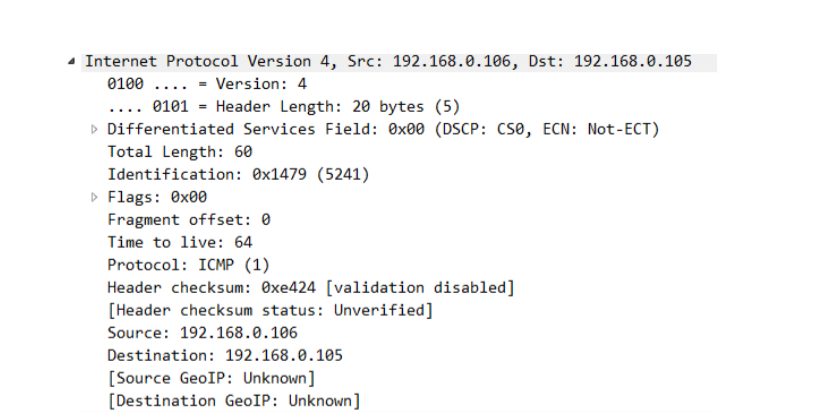 Internet Protocol Version 4, Src: 192.168.0.106, Dst: 192.168.0.105
0100 .... = Version: 4
.... 0101 = Header Length: 20 bytes (5)
Differentiated Services Field: 0x00 (DSCP: CS0, ECN: Not-ECT)
Total Length: 60
Identification: 0x1479 (5241)
Flags: 0x00
Fragment offset: 0
Time to live: 64
Protocol: ICMP (1)
Header checksum: 0xe424 [validation disabled]
[Header checksum status: Unverified]
Source: 192.168.0.106
Destination: 192.168.0.105
[Source GeoIP: Unknown]
[Destination GeoIP: Unknown]